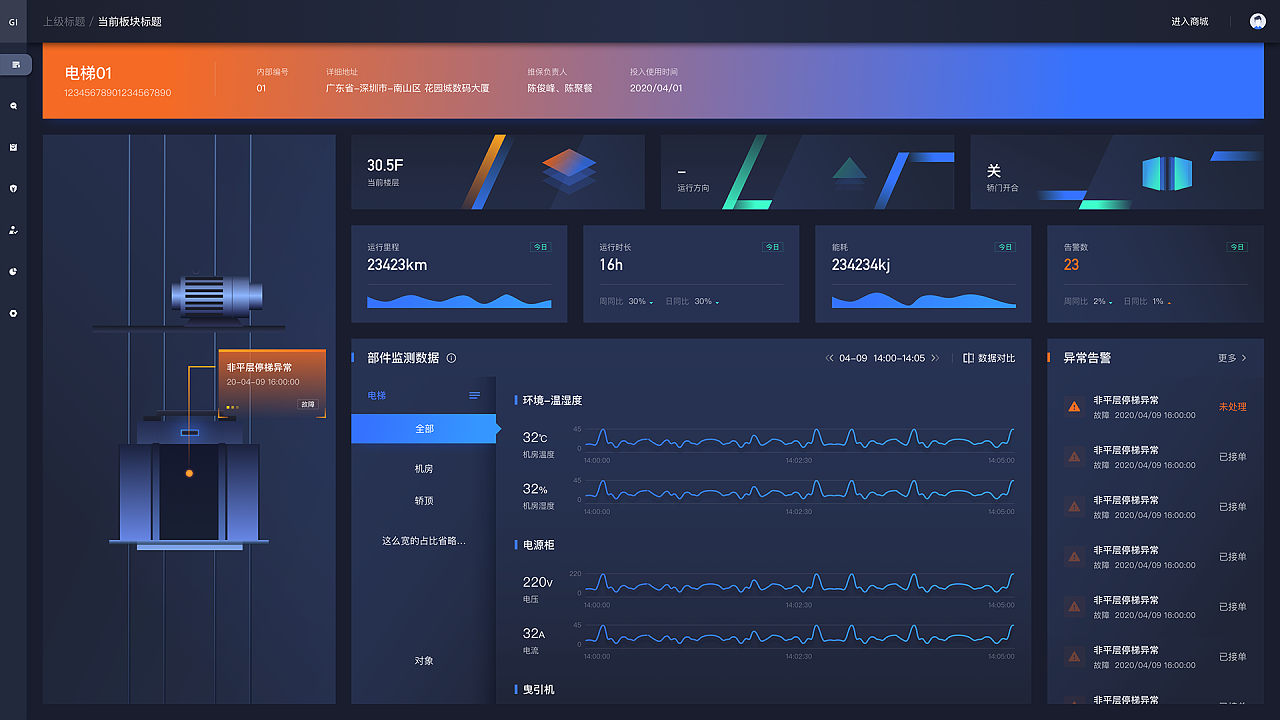 GI
上级标题 / 当前板块标题
进入商城
电梯01
12345678901234567890
内部编号
01
详细地址
广东省-深圳市-南山区 花园城数码大厦
维保负责人
陈俊峰、陈聚餐
投入使用时间
2020/04/01
非平层停梯异常
20-04-09 16:00:00
故障
30.5F
当前楼层
–
运行方向
关
轿门开合
运行里程
今日
23423km
运行时长
今日
16h
周同比 30% 日同比 30%
能耗
今日
234234kj
告警数
今日
23
周同比 2% 日同比 1%
部件监测数据
04-09 14:00-14:05
数据对比
电梯
全部
机房
轿顶
这么宽的占比省略...
对象
环境-温湿度
32℃
机房温度
45
0
14:00:00
14:02:30
14:05:00
32%
机房湿度
45
0
14:00:00
14:02:30
14:05:00
电源柜
220v
电压
220
0
14:00:00
14:02:30
14:05:00
32A
电流
45
0
14:00:00
14:02:30
14:05:00
曳引机
异常告警
更多
非平层停梯异常
故障 2020/04/09 16:00:00
未处理
非平层停梯异常
故障 2020/04/09 16:00:00
已接单
非平层停梯异常
故障 2020/04/09 16:00:00
已接单
非平层停梯异常
故障 2020/04/09 16:00:00
已接单
非平层停梯异常
故障 2020/04/09 16:00:00
已接单
非平层停梯异常
故障 2020/04/09 16:00:00
已接单
非平层停梯异常